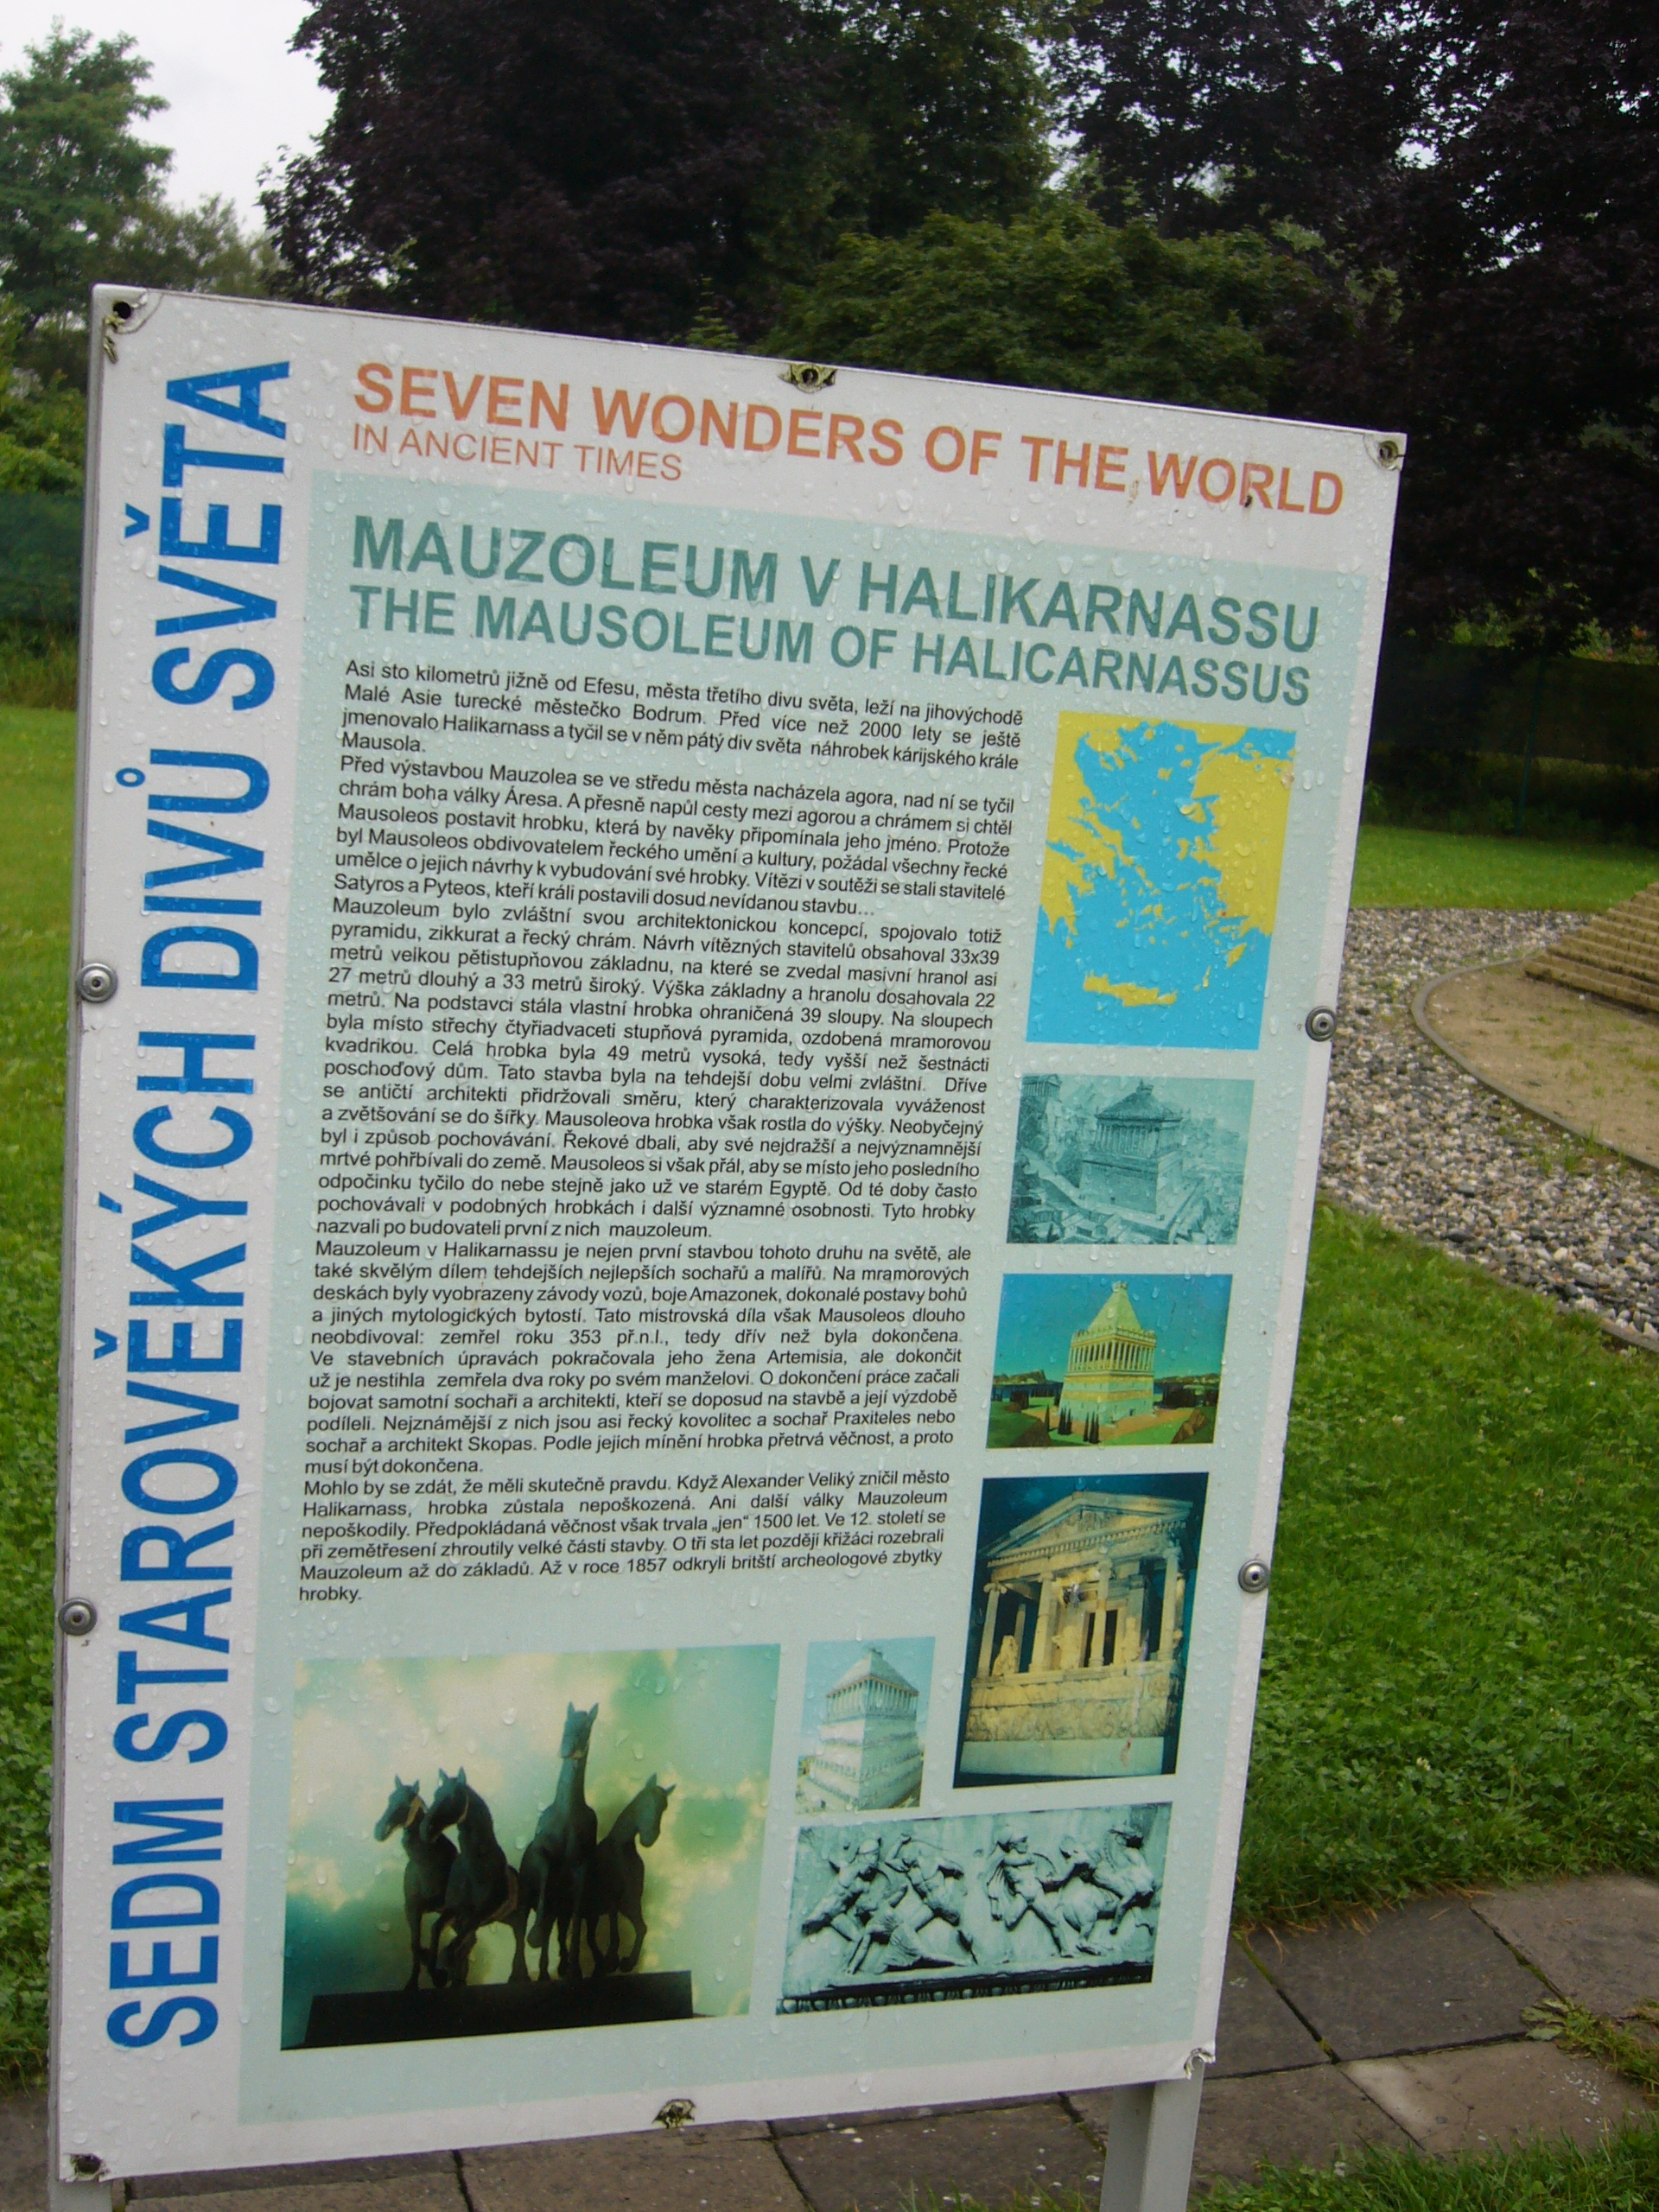 SEDM STAROVĚKÝCH DIVŮ SVĚTA
SEVEN WONDERS OF THE WORLD
IN ANCIENT TIMES
MAUZOLEUM V HALIKARNASSU
THE MAUSOLEUM OF HALICARNASSUS
Asi sto kilometrů jižně od Efesu, města třetího divu světa, leží na jihovýchodě
Malé Asie turecké městečko Bodrum. Před více než 2000 lety se ještě
jmenovalo Halikarnass a tyčil se v něm pátý div světa náhrobek kárijského krále
Mausola.
Před výstavbou Mauzolea se ve středu města nacházela agora, nad ní se tyčil
chrám boha války Áresa. A přesně napůl cesty mezi agorou a chrámem si chtěl
Mausoleos postavit hrobku, která by navěky připomínala jeho jméno. Protože
byl Mausoleos obdivovatelem řeckého umění a kultury, požádal všechny řecké
umělce o jejich návrhy k vybudování své hrobky. Vítězi v soutěži se stali stavitelé
Satyros a Pyteos, kteří králi postavili dosud nevídanou stavbu...
Mauzoleum bylo zvláštní svou architektonickou koncepcí, spojovalo totiž
pyramidu, zikkurat a řecký chrám. Návrh vítězných stavitelů obsahoval 33x39
metrů velkou pětistupňovou základnu, na které se zvedal masivní hranol asi
27 metrů dlouhý a 33 metrů široký. Výška základny a hranolu dosahovala 22
metrů. Na podstavci stála vlastní hrobka ohraničená 39 sloupy. Na sloupech
byla místo střechy čtyřiadvaceti stupňová pyramida, ozdobená mramorovou
kvadrikou. Celá hrobka byla 49 metrů vysoká, tedy vyšší než šestnácti
poschoďový dům. Tato stavba byla na tehdejší dobu velmi zvláštní. Dříve
se antičtí architekti přidržovali směru, který charakterizovala vyváženost
a zvětšování se do šířky. Mausoleova hrobka však rostla do výšky. Neobyčejný
byl i způsob pochovávání. Řekové dbali, aby své nejdražší a nejvýznamnější
mrtvé pohřbívali do země. Mausoleos si však přál, aby se místo jeho posledního
odpočinku tyčilo do nebe stejně jako už ve starém Egyptě. Od té doby často
pochovávali v podobných hrobkách i další významné osobnosti. Tyto hrobky
nazvali po budovateli první z nich mauzoleum.
Mauzoleum v Halikarnassu je nejen první stavbou tohoto druhu na světě, ale
také skvělým dílem tehdejších nejlepších sochařů a malířů. Na mramorových
deskách byly vyobrazeny závody vozů, boje Amazonek, dokonalé postavy bohů
a jiných mytologických bytostí. Tato mistrovská díla však Mausoleos dlouho
neobdivoval: zemřel roku 353 př.n.l., tedy dřív než byla dokončena.
Ve stavebních úpravách pokračovala jeho žena Artemisia, ale dokončit
už je nestihla zemřela dva roky po svém manželovi. O dokončení práce začali
bojovat samotní sochaři a architekti, kteří se doposud na stavbě a její výzdobě
podíleli. Nejznámější z nich jsou asi řecký kovolitec a sochař Praxiteles nebo
sochař a architekt Skopas. Podle jejich mínění hrobka přetrvá věčnost, a proto
musí být dokončena.
Mohlo by se zdát, že měli skutečně pravdu. Když Alexander Veliký zničil město
Halikarnass, hrobka zůstala nepoškozená. Ani další války Mauzoleum
nepoškodily. Předpokládaná věčnost však trvala „jen“ 1500 let. Ve 12. století se
při zemětřesení zhroutily velké části stavby. O tři sta let později křižáci rozebrali
Mauzoleum až do základů. Až v roce 1857 odkryli britští archeologové zbytky
hrobky.